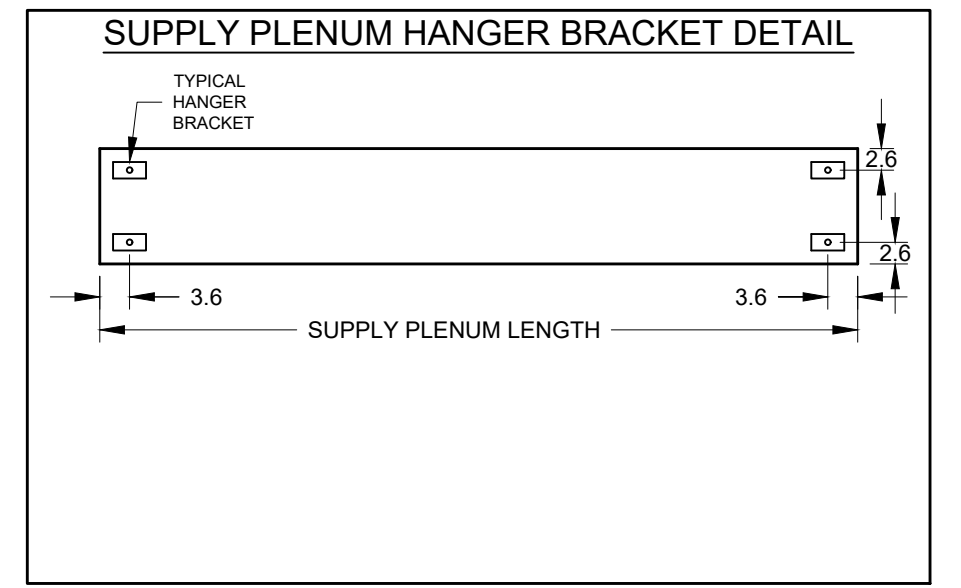 SUPPLY PLENUM HANGER BRACKET DETAIL
TYPICAL
HANGER
BRACKET
2.6
2.6
3.6
3.6
SUPPLY PLENUM LENGTH